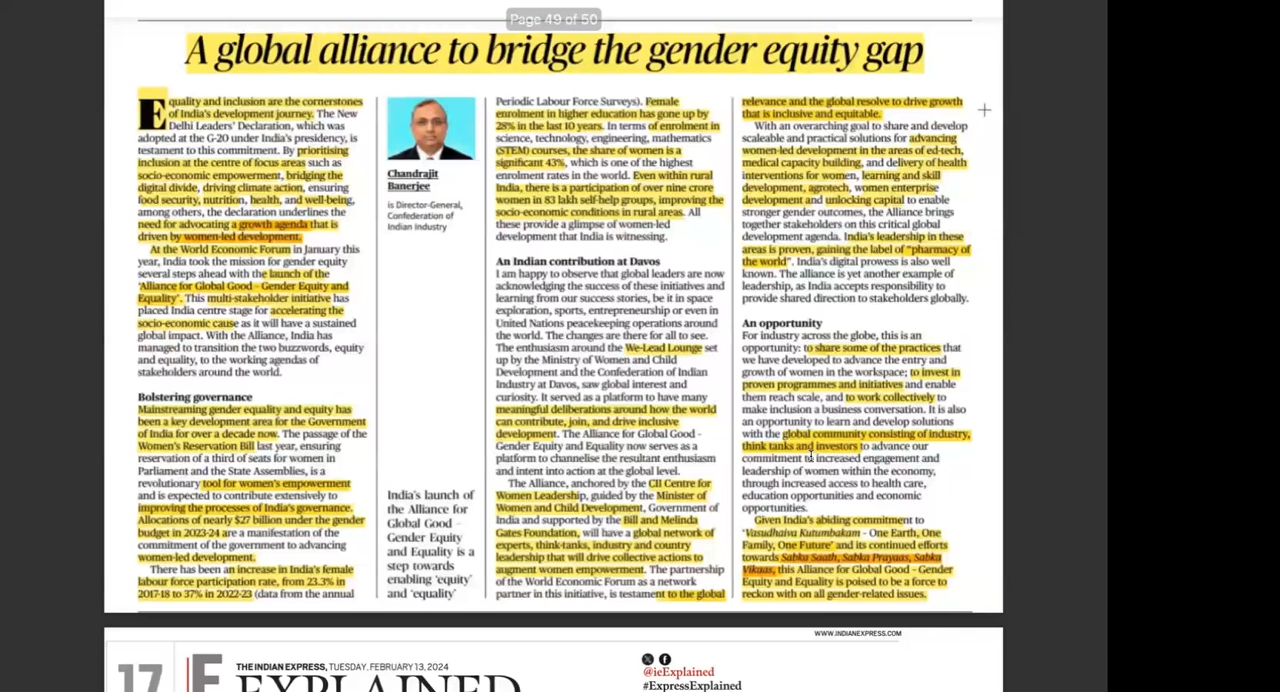 Page 49 of 50
A global alliance to bridge the gender equity gap
Equality and inclusion are the cornerstones
of India's development journey. The New
Delhi Leaders' Declaration, which was
adopted at the G-20 under India's presidency, is
testament to this commitment. By prioritising
inclusion at the centre of focus areas such as
socio-economic empowerment, bridging the
digital divide, driving climate action, ensuring
food security, nutrition, health, and well-being,
among others, the declaration underlines the
need for advocating a growth agenda that is
driven by women-led development.
At the World Economic Forum in January this
year, India took the mission for gender equity
several steps ahead with the launch of the
'Alliance for Global Good - Gender Equity and
Equality'. This multi-stakeholder initiative has
placed India centre stage for accelerating the
socio-economic cause as it will have a sustained
global impact. With the Alliance, India has
managed to transition the two buzzwords, equity
and equality, to the working agendas of
stakeholders around the world.
Bolstering governance
Mainstreaming gender equality and equity has
been a key development area for the Government
of India for over a decade now. The passage of the
Women's Reservation Bill last year, ensuring
reservation of a third of seats for women in
Parliament and the State Assemblies, is a
revolutionary tool for women's empowerment
and is expected to contribute extensively to
improving the processes of India's governance.
Allocations of nearly $27 billion under the gender
budget in 2023-24 are a manifestation of the
commitment of the government to advancing
women-led development.
There has been an increase in India's female
labour force participation rate, from 23.3% in
2017-18 to 37% in 2022-23 (data from the annual
Chandrajit
Banerjee
is Director-General,
Confederation of
Indian Industry
India's launch of
the Alliance for
Global Good -
Gender Equity
and Equality is a
step towards
enabling 'equity'
and 'equality'
Periodic Labour Force Surveys). Female
enrolment in higher education has gone up by
28% in the last 10 years. In terms of enrolment in
science, technology, engineering, mathematics
(STEM) courses, the share of women is a
significant 43%, which is one of the highest
enrolment rates in the world. Even within rural
India, there is a participation of over nine crore
women in 83 lakh self-help groups, improving the
socio-economic conditions in rural areas. All
these provide a glimpse of women-led
development that India is witnessing.
An Indian contribution at Davos
I am happy to observe that global leaders are now
acknowledging the success of these initiatives and
learning from our success stories, be it in space
exploration, sports, entrepreneurship or even in
United Nations peacekeeping operations around
the world. The changes are there for all to see.
The enthusiasm around the We-Lead Lounge set
up by the Ministry of Women and Child
Development and the Confederation of Indian
Industry at Davos, saw global interest and
curiosity. It served as a platform to have many
meaningful deliberations around how the world
can contribute, join, and drive inclusive
development. The Alliance for Global Good -
Gender Equity and Equality now serves as a
platform to channelise the resultant enthusiasm
and intent into action at the global level.
The Alliance, anchored by the CII Centre for
Women Leadership, guided by the Minister of
Women and Child Development, Government of
India and supported by the Bill and Melinda
Gates Foundation, will have a global network of
experts, think-tanks, industry and country
leadership that will drive collective actions to
augment women empowerment. The partnership
of the World Economic Forum as a network
partner in this initiative, is testament to the global
relevance and the global resolve to drive growth
that is inclusive and equitable.
With an overarching goal to share and develop
scaleable and practical solutions for advancing
women-led development in the areas of ed-tech,
medical capacity building, and delivery of health
interventions for women, learning and skill
development, agrotech, women enterprise
development and unlocking capital to enable
stronger gender outcomes, the Alliance brings
together stakeholders on this critical global
development agenda. India's leadership in these
areas is proven, gaining the label of "pharmacy of
the world". India's digital prowess is also well
known. The alliance is yet another example of
leadership, as India accepts responsibility to
provide shared direction to stakeholders globally.
An opportunity
For industry across the globe, this is an
opportunity: to share some of the practices that
we have developed to advance the entry and
growth of women in the workspace; to invest in
proven programmes and initiatives and enable
them reach scale, and to work collectively to
make inclusion a business conversation. It is also
an opportunity to learn and develop solutions
with the global community consisting of industry,
think tanks and investors to advance our
commitment to increased engagement and
leadership of women within the economy,
through increased access to health care,
education opportunities and economic
opportunities.
Given India's abiding commitment to
'Vasudhaiva Kutumbakam - One Earth, One
Family, One Future' and its continued efforts
towards Sabka Saath, Sabka Prayaas, Sabka
Vikaas, this Alliance for Global Good - Gender
Equity and Equality is poised to be a force to
reckon with on all gender-related issues.
WWW.INDIANEXPRESS.COM
17
E
THE INDIAN EXPRESS, TUESDAY, FEBRUARY 13, 2024
EXPLAINED
@ieExplained
#ExpressExplained